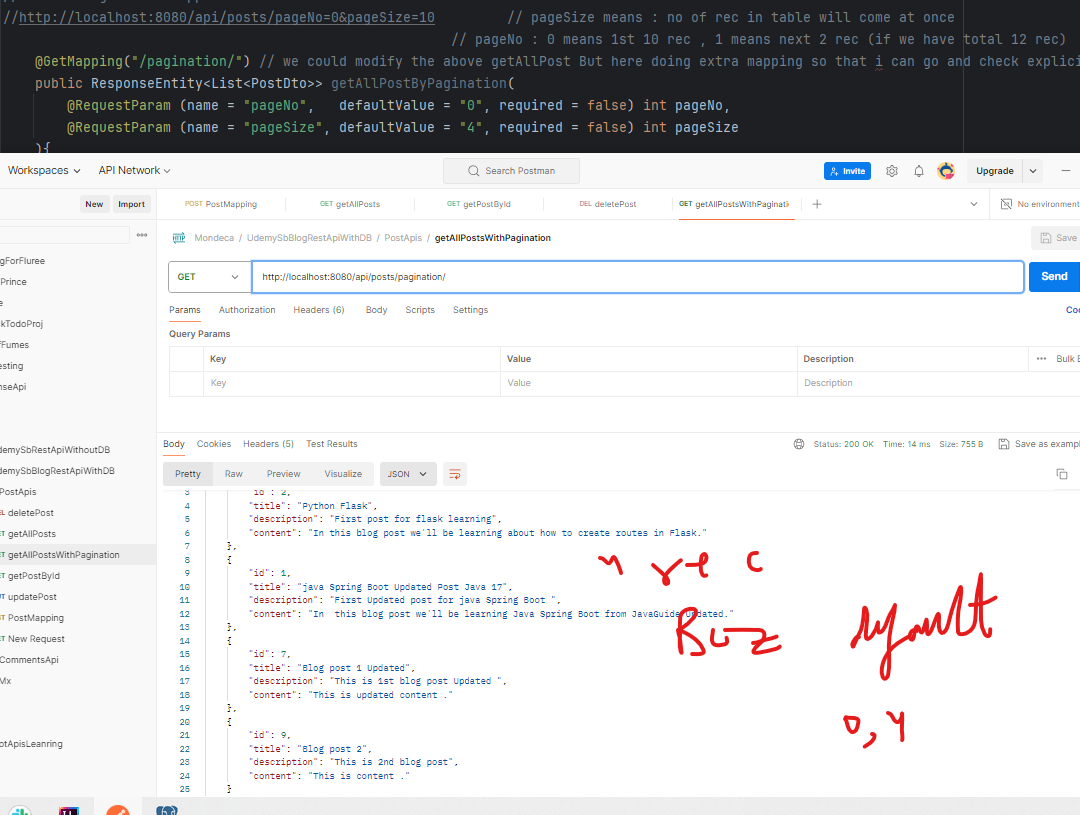 //http://localhost:8080/api/posts/pageNo=0&pageSize=10 // pageSize means : no of rec in table will come at once
// pageNo : 0 means 1st 10 rec , 1 means next 2 rec (if we have total 12 rec)
@GetMapping("/pagination/") // we could modify the above getAllPost But here doing extra mapping so that i can go and check explici
public ResponseEntity<List<PostDto>> getAllPostByPagination(
@RequestParam (name = "pageNo", defaultValue = "0", required = false) int pageNo,
@RequestParam (name = "pageSize", defaultValue = "4", required = false) int pageSize
){
Workspaces API Network Search Postman Invite Upgrade
New Import POST PostMapping GET getAllPosts GET getPostById DEL deletePost GET getAllPostsWithPaginati No environment
Mondeca / UdemySbBlogRestApiWithDB / PostApis / getAllPostsWithPagination Save
gForFluree
Prince
GET http://localhost:8080/api/posts/pagination/ Send
e
kTodoProj
Params Authorization Headers (6) Body Scripts Settings Coo
fFumes
Query Params
esting
Key Value Description Bulk E
nseApi
Key Value Description
Body Cookies Headers (5) Test Results Status: 200 OK Time: 14 ms Size: 755 B Save as exampl
demySbRestApiWithoutDB
demySbBlogRestApiWithDB
Pretty Raw Preview Visualize JSON
PostApis
EL deletePost
ET getAllPosts
ET getAllPostsWithPagination
ET getPostById
UT updatePost
ST PostMapping
ET New Request
CommentsApi
Mx
otApisLeanring
3 "id": 2,
4 "title": "Python Flask",
5 "description": "First post for flask learning",
6 "content": "In this blog post we'll be learning about how to create routes in Flask."
7 },
8 {
9 "id": 1,
10 "title": "java Spring Boot Updated Post Java 17",
11 "description": "First Updated post for java Spring Boot ",
12 "content": "In  this blog post we'll be learning Java Spring Boot from JavaGuide Updated."
13 },
14 {
15 "id": 7,
16 "title": "Blog post 1 Updated",
17 "description": "This is 1st blog post Updated ",
18 "content": "This is updated content ."
19 },
20 {
21 "id": 9,
22 "title": "Blog post 2",
23 "description": "This is 2nd blog post",
24 "content": "This is content ."
25 }
4 rec
Buz default
0,4